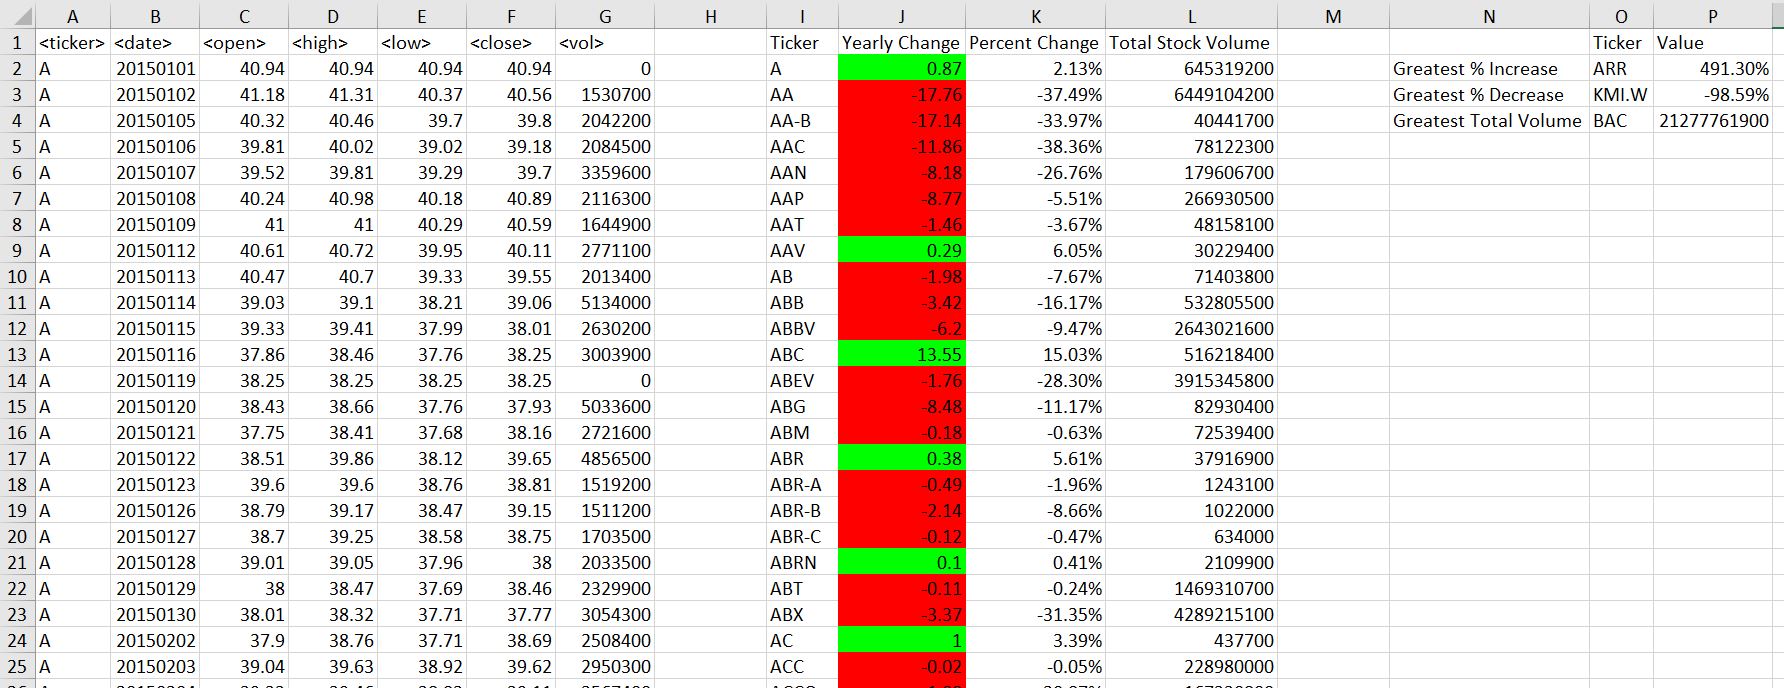 A B C D E F G H I J K L M N O P
1 <ticker> <date> <open> <high> <low> <close> <vol> Ticker Yearly Change Percent Change Total Stock Volume Ticker Value
2 A 20150101 40.94 40.94 40.94 40.94 0 A 0.87 2.13% 645319200 Greatest % Increase ARR 491.30%
3 A 20150102 41.18 41.31 40.37 40.56 1530700 AA -17.76 -37.49% 6449104200 Greatest % Decrease KMI.W -98.59%
4 A 20150105 40.32 40.46 39.7 39.8 2042200 AA-B -17.14 -33.97% 40441700 Greatest Total Volume BAC 21277761900
5 A 20150106 39.81 40.02 39.02 39.18 2084500 AAC -11.86 -38.36% 78122300
6 A 20150107 39.52 39.81 39.29 39.7 3359600 AAN -8.18 -26.76% 179606700
7 A 20150108 40.24 40.98 40.18 40.89 2116300 AAP -8.77 -5.51% 266930500
8 A 20150109 41 41 40.29 40.59 1644900 AAT -1.46 -3.67% 48158100
9 A 20150112 40.61 40.72 39.95 40.11 2771100 AAV 0.29 6.05% 30229400
10 A 20150113 40.47 40.7 39.33 39.55 2013400 AB -1.98 -7.67% 71403800
11 A 20150114 39.03 39.1 38.21 39.06 5134000 ABB -3.42 -16.17% 532805500
12 A 20150115 39.33 39.41 37.99 38.01 2630200 ABBV -6.2 -9.47% 2643021600
13 A 20150116 37.86 38.46 37.76 38.25 3003900 ABC 13.55 15.03% 516218400
14 A 20150119 38.25 38.25 38.25 38.25 0 ABEV -1.76 -28.30% 3915345800
15 A 20150120 38.43 38.66 37.76 37.93 5033600 ABG -8.48 -11.17% 82930400
16 A 20150121 37.75 38.41 37.68 38.16 2721600 ABM -0.18 -0.63% 72539400
17 A 20150122 38.51 39.86 38.12 39.65 4856500 ABR 0.38 5.61% 37916900
18 A 20150123 39.6 39.6 38.76 38.81 1519200 ABR-A -0.49 -1.96% 1243100
19 A 20150126 38.79 39.17 38.47 39.15 1511200 ABR-B -2.14 -8.66% 1022000
20 A 20150127 38.7 39.25 38.58 38.75 1703500 ABR-C -0.12 -0.47% 634000
21 A 20150128 39.01 39.05 37.96 38 2033500 ABRN 0.1 0.41% 2109900
22 A 20150129 38 38.47 37.69 38.46 2329900 ABT -0.11 -0.24% 1469310700
23 A 20150130 38.01 38.32 37.71 37.77 3054300 ABX -3.37 -31.35% 4289215100
24 A 20150202 37.9 38.76 37.71 38.69 2508400 AC 1 3.39% 437700
25 A 20150203 39.04 39.63 38.92 39.62 2950300 ACC -0.02 -0.05% 228980000